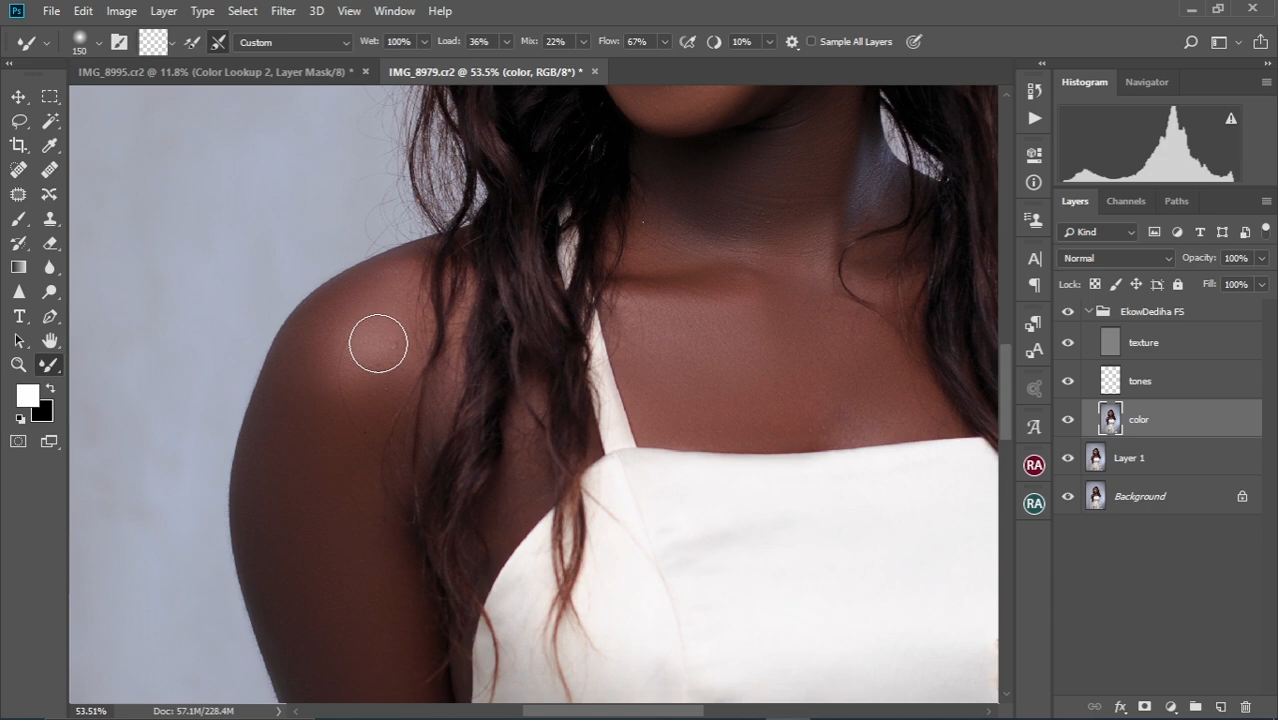 Ps File Edit Image Layer Type Select Filter 3D View Window Help
150 Custom Wet: 100% Load: 36% Mix: 22% Flow: 67% 10% Sample All Layers
IMG_8995.cr2 @ 11.8% (Color Lookup 2, Layer Mask/8) * × IMG_8979.cr2 @ 53.5% (color, RGB/8*) * ×
Histogram Navigator
Layers Channels Paths
Kind
Normal Opacity: 100%
Lock: Fill: 100%
EkowDediha FS
texture
tones
color
Layer 1
Background
A|
A
A
RA
RA
T
53.51% Doc: 57.1M/228.4M
fx